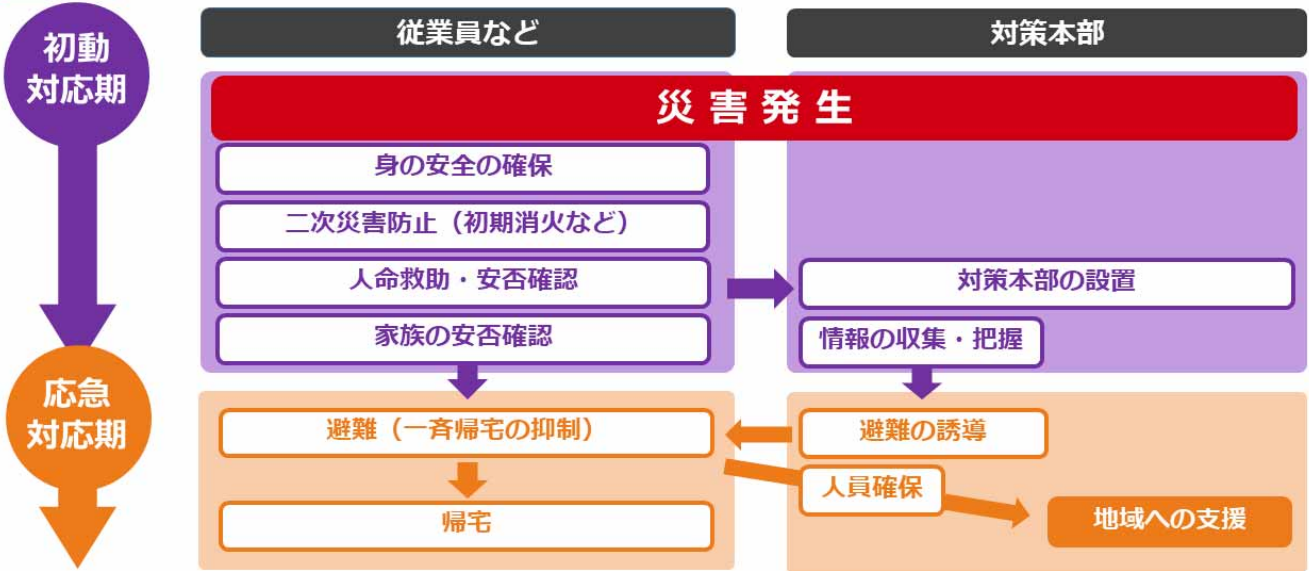 初動
対応期
従業員など
対策本部
災害発生
身の安全の確保
二次災害防止（初期消火など）
人命救助・安否確認
対策本部の設置
家族の安否確認
情報の収集・把握
応急
対応期
避難（一斉帰宅の抑制）
避難の誘導
人員確保
帰宅
地域への支援